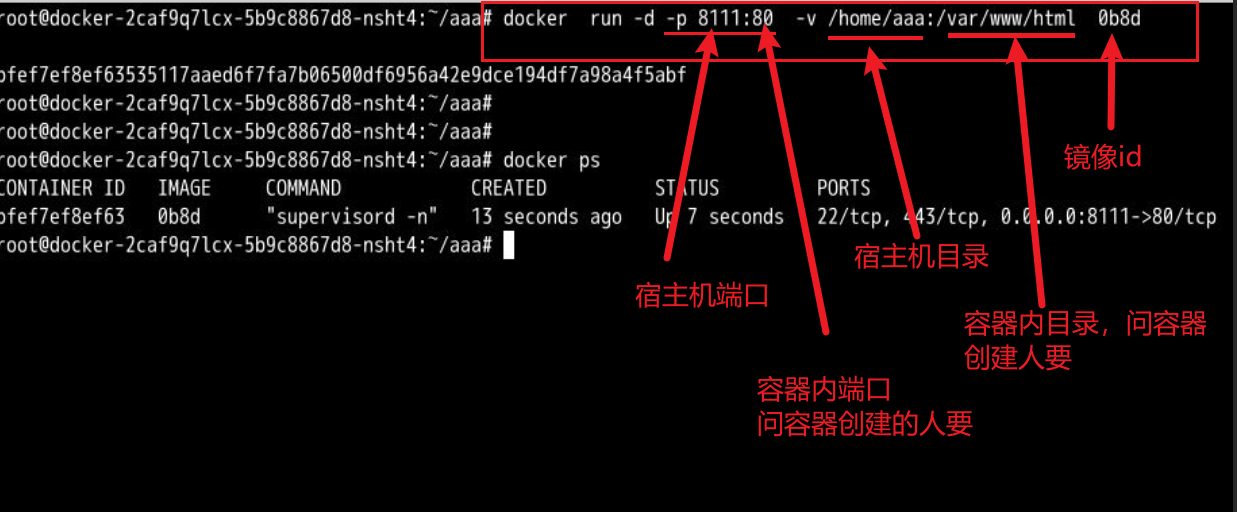 root@docker-2caf9q7lcx-5b9c8867d8-nsht4:~/aaa# docker  run -d -p 8111:80  -v /home/aaa:/var/www/html  0b8d
bfef7ef8ef63535117aaed6f7fa7b06500df6956a42e9dce194df7a98a4f5abf
root@docker-2caf9q7lcx-5b9c8867d8-nsht4:~/aaa#
root@docker-2caf9q7lcx-5b9c8867d8-nsht4:~/aaa#
root@docker-2caf9q7lcx-5b9c8867d8-nsht4:~/aaa# docker ps
CONTAINER ID   IMAGE     COMMAND            CREATED          STATUS         PORTS
bfef7ef8ef63   0b8d      "supervisord -n"   13 seconds ago   Up 7 seconds   22/tcp, 443/tcp, 0.0.0.0:8111->80/tcp
root@docker-2caf9q7lcx-5b9c8867d8-nsht4:~/aaa#
镜像id
宿主机目录
宿主机端口
容器内目录，问容器
创建人要
容器内端口
问容器创建的人要